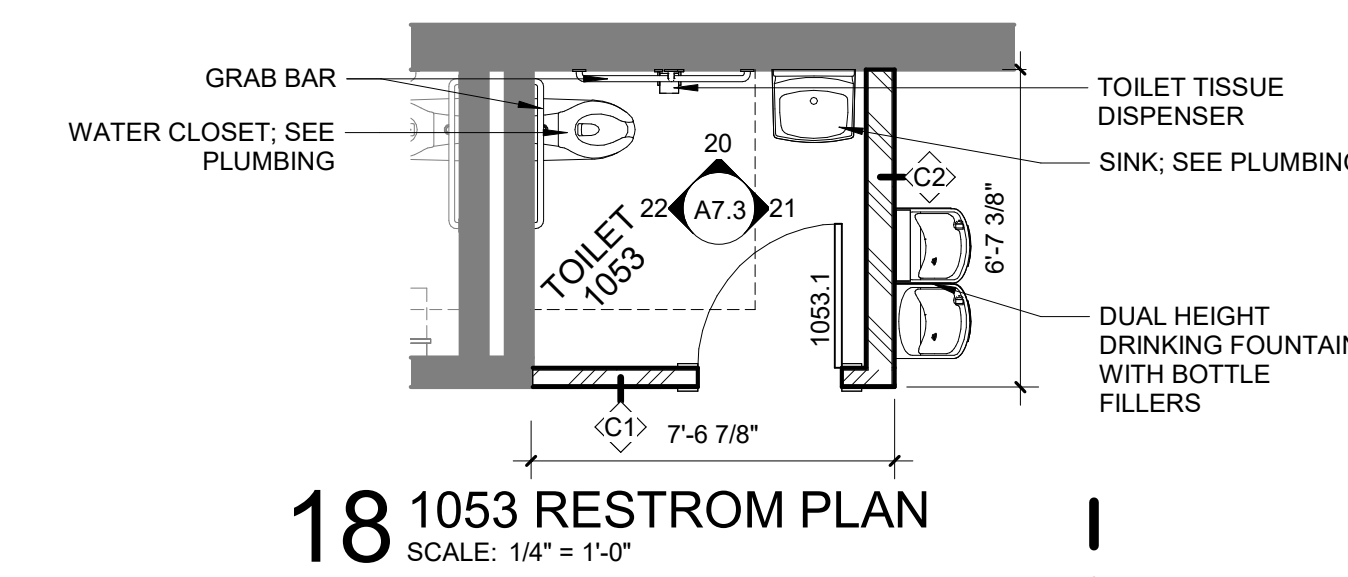 GRAB BAR
WATER CLOSET; SEE
PLUMBING
TOILET TISSUE
DISPENSER
SINK; SEE PLUMBING
20
22
A7.3
21
C2
6'-7 3/8"
TOILET
1053
1053.1
DUAL HEIGHT
DRINKING FOUNTAIN
WITH BOTTLE
FILLERS
C1
7'-6 7/8"
18
1053 RESTROM PLAN
SCALE: 1/4" = 1'-0"